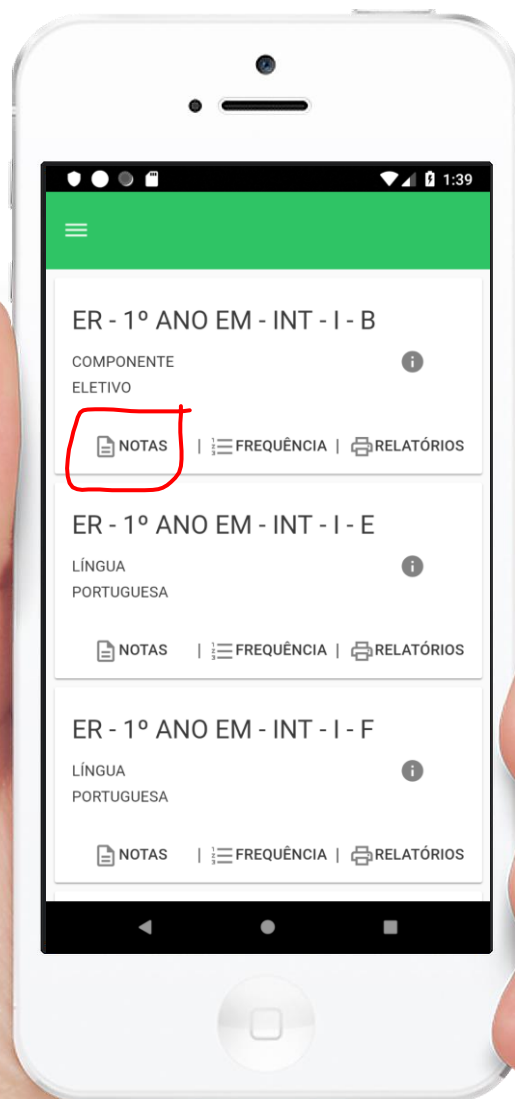 1:39
ER - 1º ANO EM - INT - I - B
COMPONENTE
ELETIVO
NOTAS | FREQUÊNCIA | RELATÓRIOS
ER - 1º ANO EM - INT - I - E
LÍNGUA
PORTUGUESA
NOTAS | FREQUÊNCIA | RELATÓRIOS
ER - 1º ANO EM - INT - I - F
LÍNGUA
PORTUGUESA
NOTAS | FREQUÊNCIA | RELATÓRIOS